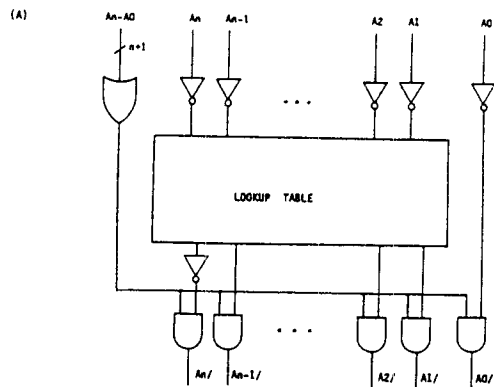 (A)
An-A0 An An-1 A2 A1 A0
n+1
. . .
LOOKUP TABLE
. . .
An/ An-1/ A2/ A1/ A0/